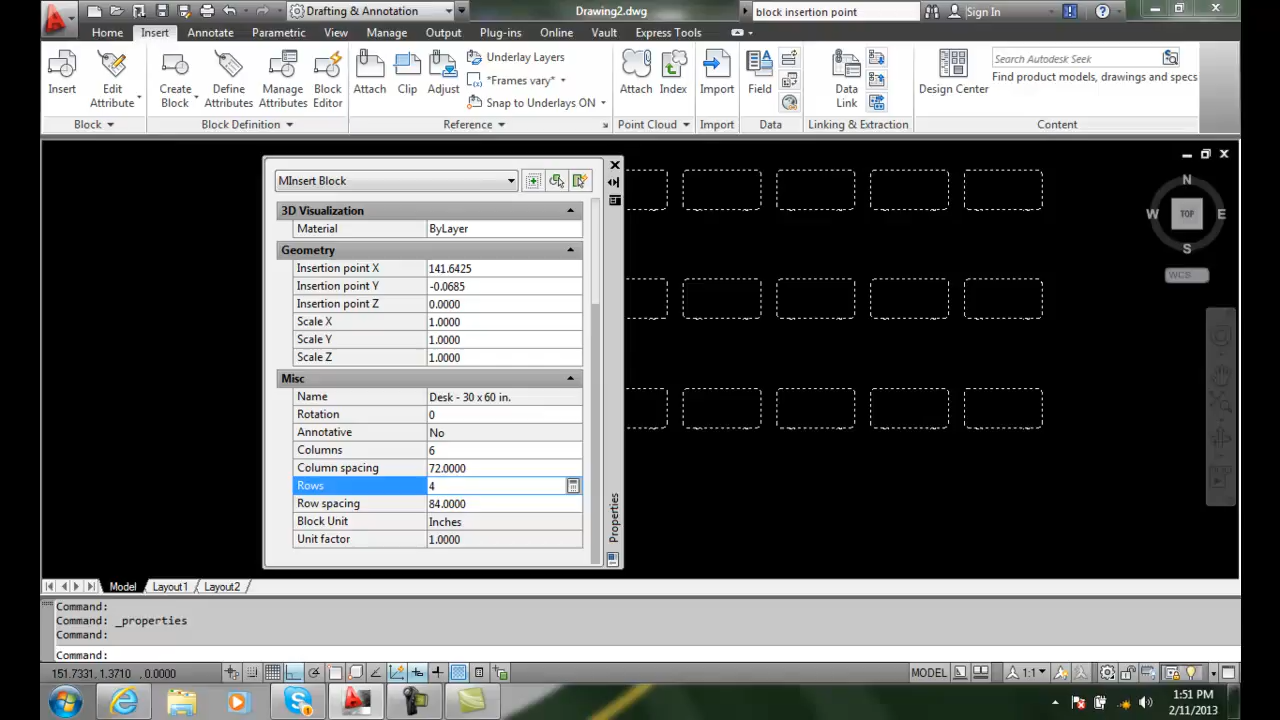 Drafting & Annotation
Drawing2.dwg
block insertion point
Sign In
Home Insert Annotate Parametric View Manage Output Plug-ins Online Vault Express Tools
Insert
Edit Attribute
Create Block
Define Attributes
Manage Attributes
Block Editor
Attach
Clip
Adjust
Underlay Layers
*Frames vary*
Snap to Underlays ON
Attach
Index
Import
Field
Data Link
Design Center
Search Autodesk Seek
Find product models, drawings and specs
Block Block Definition Reference Point Cloud Import Data Linking & Extraction Content
MInsert Block
3D Visualization
Material ByLayer
Geometry
Insertion point X 141.6425
Insertion point Y -0.0685
Insertion point Z 0.0000
Scale X 1.0000
Scale Y 1.0000
Scale Z 1.0000
Misc
Name Desk - 30 x 60 in.
Rotation 0
Annotative No
Columns 6
Column spacing 72.0000
Rows 4
Row spacing 84.0000
Block Unit Inches
Unit factor 1.0000
Properties
N
W TOP E
S
WCS
Model Layout1 Layout2
Command:
Command: _properties
Command:
Command:
151.7331, 1.3710 , 0.0000
MODEL
1:1
1:51 PM
2/11/2013